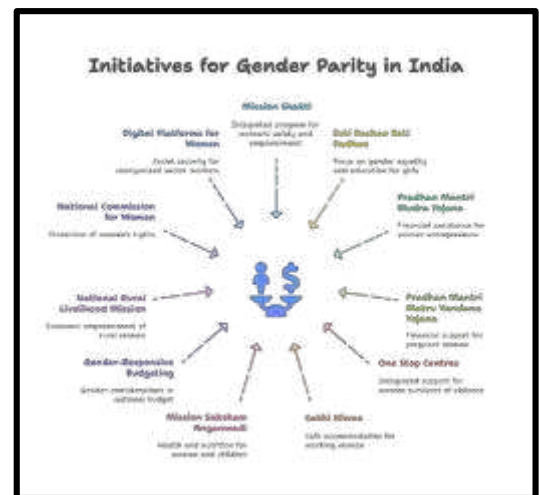 Initiatives for Gender Parity in India
Mission Shakti
Integrated program for
women's safety and
empowerment
Beti Bachao Beti
Padhao
Focus on gender equality
and education for girls
Pradhan Mantri
Mudra Yojana
Financial assistance for
women entrepreneurs
Pradhan Mantri
Matru Vandana
Yojana
Financial support for
pregnant women
One Stop Centres
Integrated support for
women survivors of violence
Sakhi Niwas
Safe accommodation for
working women
Mission Saksham
Anganwadi
Health and nutrition for
women and children
Gender-Responsive
Budgeting
Gender considerations in
national budget
National Rural
Livelihood Mission
Economic empowerment of
rural women
National Commission
for Women
Protection of women's rights
Digital Platforms for
Women
Social security for
unorganized sector workers